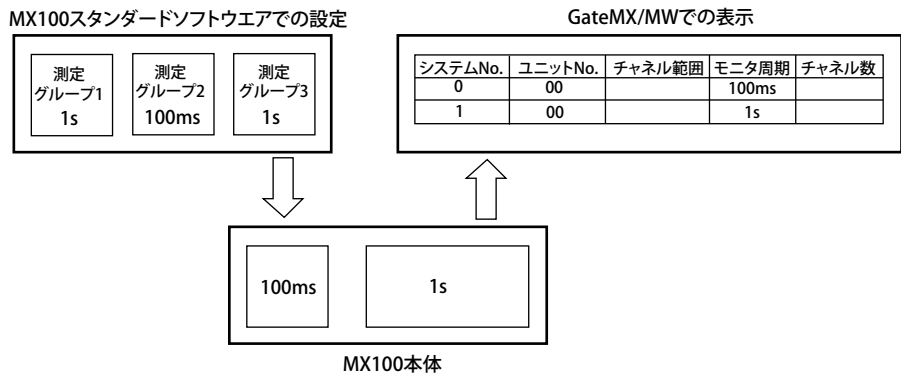 MX100スタンダードソフトウエアでの設定
測定
グループ1
1s
測定
グループ2
100ms
測定
グループ3
1s
GateMX/MWでの表示
システムNo. ユニットNo. チャネル範囲 モニタ周期 チャネル数
0 00 100ms
1 00 1s
100ms
1s
MX100本体